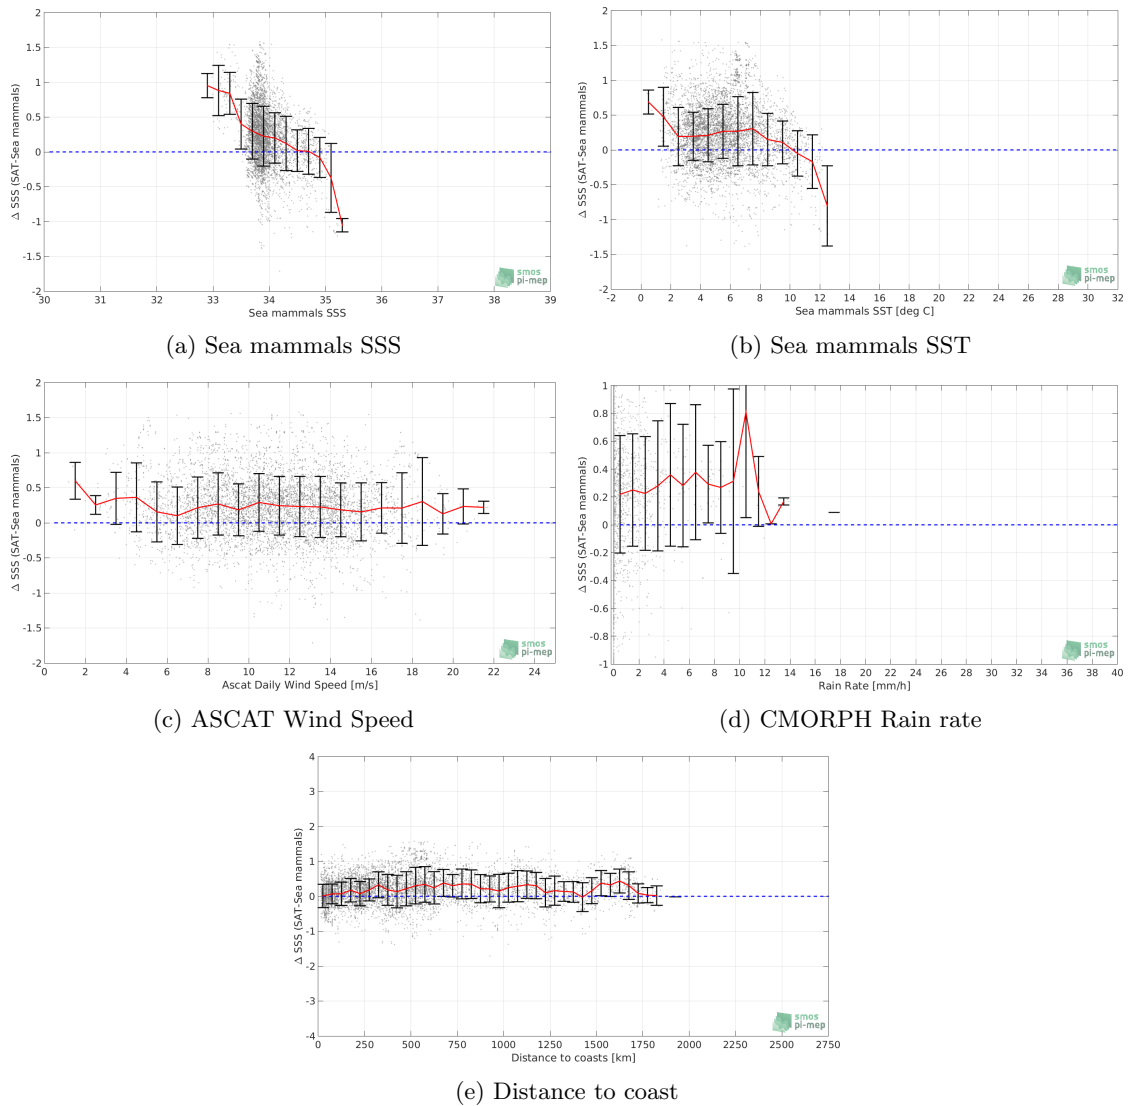 2
1.5
1
0.5
0
-0.5
-1
-1.5
-2
Δ SSS (SAT-Sea mammals)
30 31 32 33 34 35 36 37 38 39
Sea mammals SSS
smos
pi-mep
(a) Sea mammals SSS
2
1.5
1
0.5
0
-0.5
-1
-1.5
-2
Δ SSS (SAT-Sea mammals)
-2 0 2 4 6 8 10 12 14 16 18 20 22 24 26 28 30 32
Sea mammals SST [deg C]
smos
pi-mep
(b) Sea mammals SST
2
1.5
1
0.5
0
-0.5
-1
-1.5
-2
Δ SSS (SAT-Sea mammals)
0 2 4 6 8 10 12 14 16 18 20 22 24
Ascat Daily Wind Speed [m/s]
smos
pi-mep
(c) ASCAT Wind Speed
1
0.8
0.6
0.4
0.2
0
-0.2
-0.4
-0.6
-0.8
-1
Δ SSS (SAT-Sea mammals)
0 2 4 6 8 10 12 14 16 18 20 22 24 26 28 30 32 34 36 38 40
Rain Rate [mm/h]
smos
pi-mep
(d) CMORPH Rain rate
4
3
2
1
0
-1
-2
-3
-4
Δ SSS (SAT-Sea mammals)
0 250 500 750 1000 1250 1500 1750 2000 2250 2500 2750
Distance to coasts [km]
smos
pi-mep
(e) Distance to coast